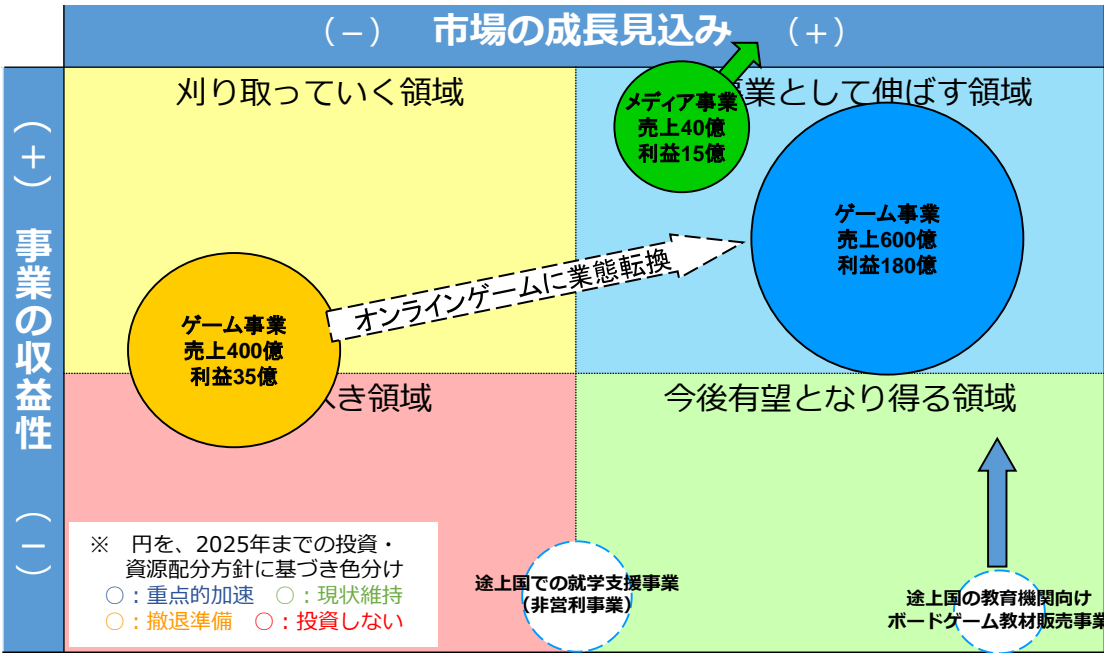 （－） 市場の成長見込み （＋）
（＋） 事業の収益性 （－）
刈り取っていく領域
業として伸ばす領域
メディア事業
売上40億
利益15億
ゲーム事業
売上600億
利益180億
オンラインゲームに業態転換
ゲーム事業
売上400億
利益35億
き領域
今後有望となり得る領域
※ 円を、2025年までの投資・
資源配分方針に基づき色分け
○：重点的加速 ○：現状維持
○：撤退準備 ○：投資しない
途上国での就学支援事業
（非営利事業）
途上国の教育機関向け
ボードゲーム教材販売事業